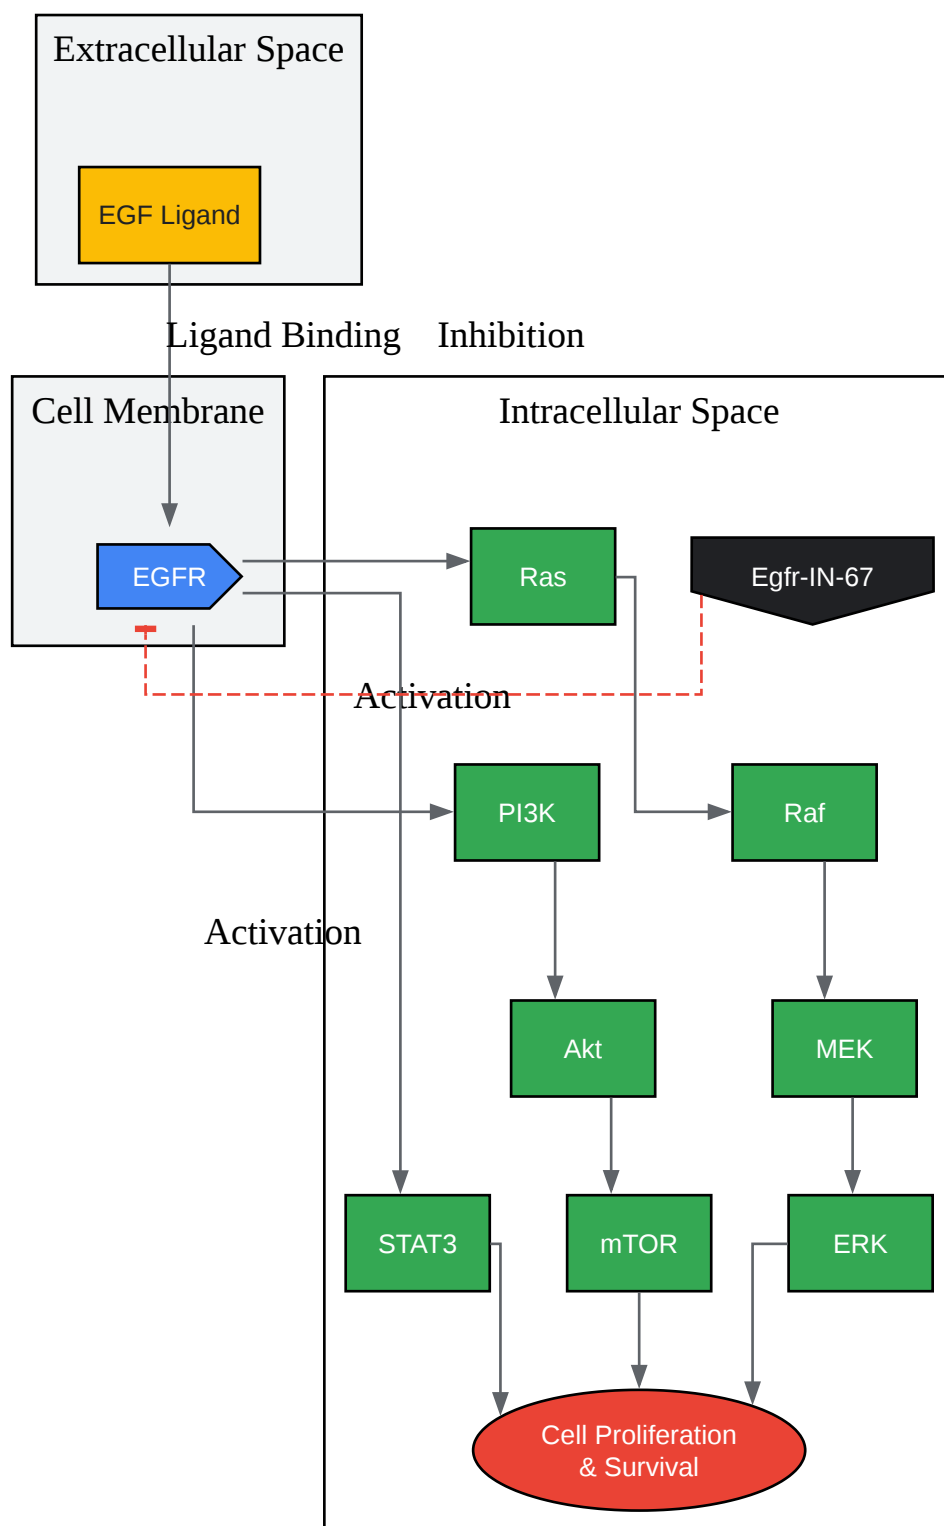 Extracellular Space
EGF Ligand
Ligand Binding
Inhibition
Cell Membrane
Intracellular Space
EGFR
Ras
Egfr-IN-67
Activation
PI3K
Raf
Activation
Akt
MEK
STAT3
mTOR
ERK
Cell Proliferation
& Survival